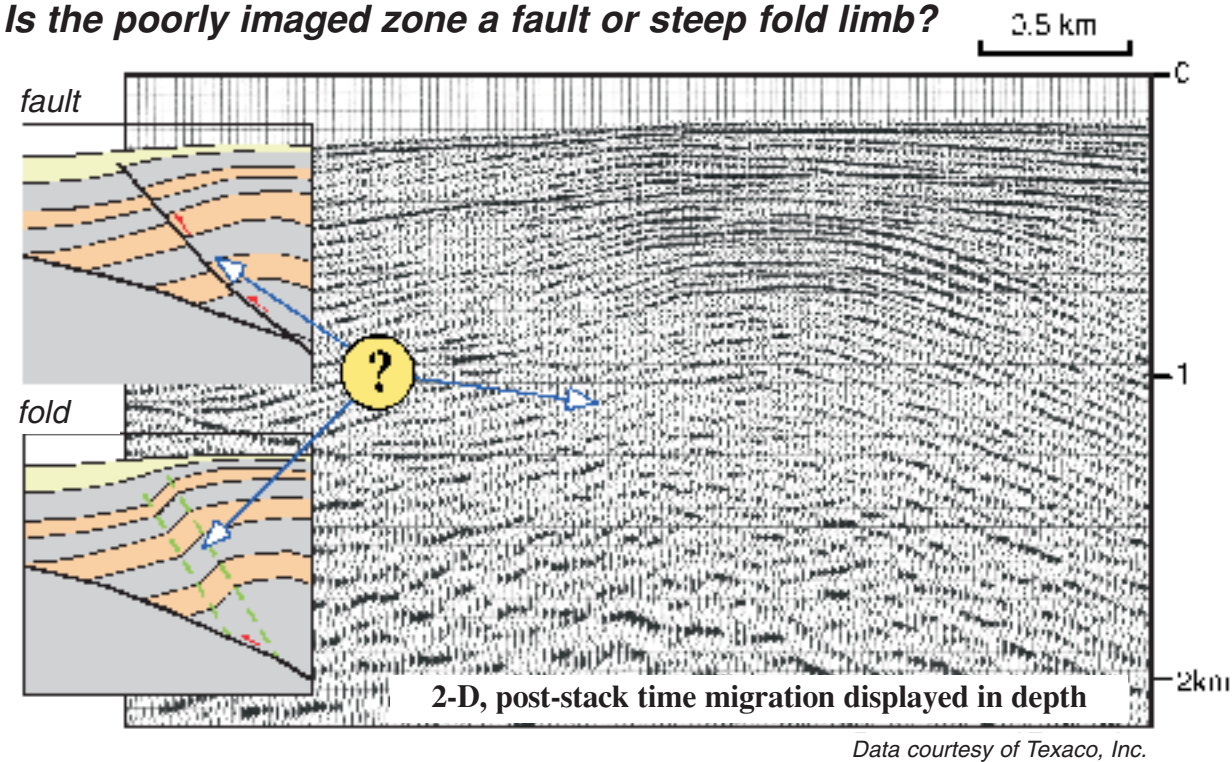 Is the poorly imaged zone a fault or steep fold limb?
0.5 km
0
fault
?
1
fold
2km
2-D, post-stack time migration displayed in depth
Data courtesy of Texaco, Inc.